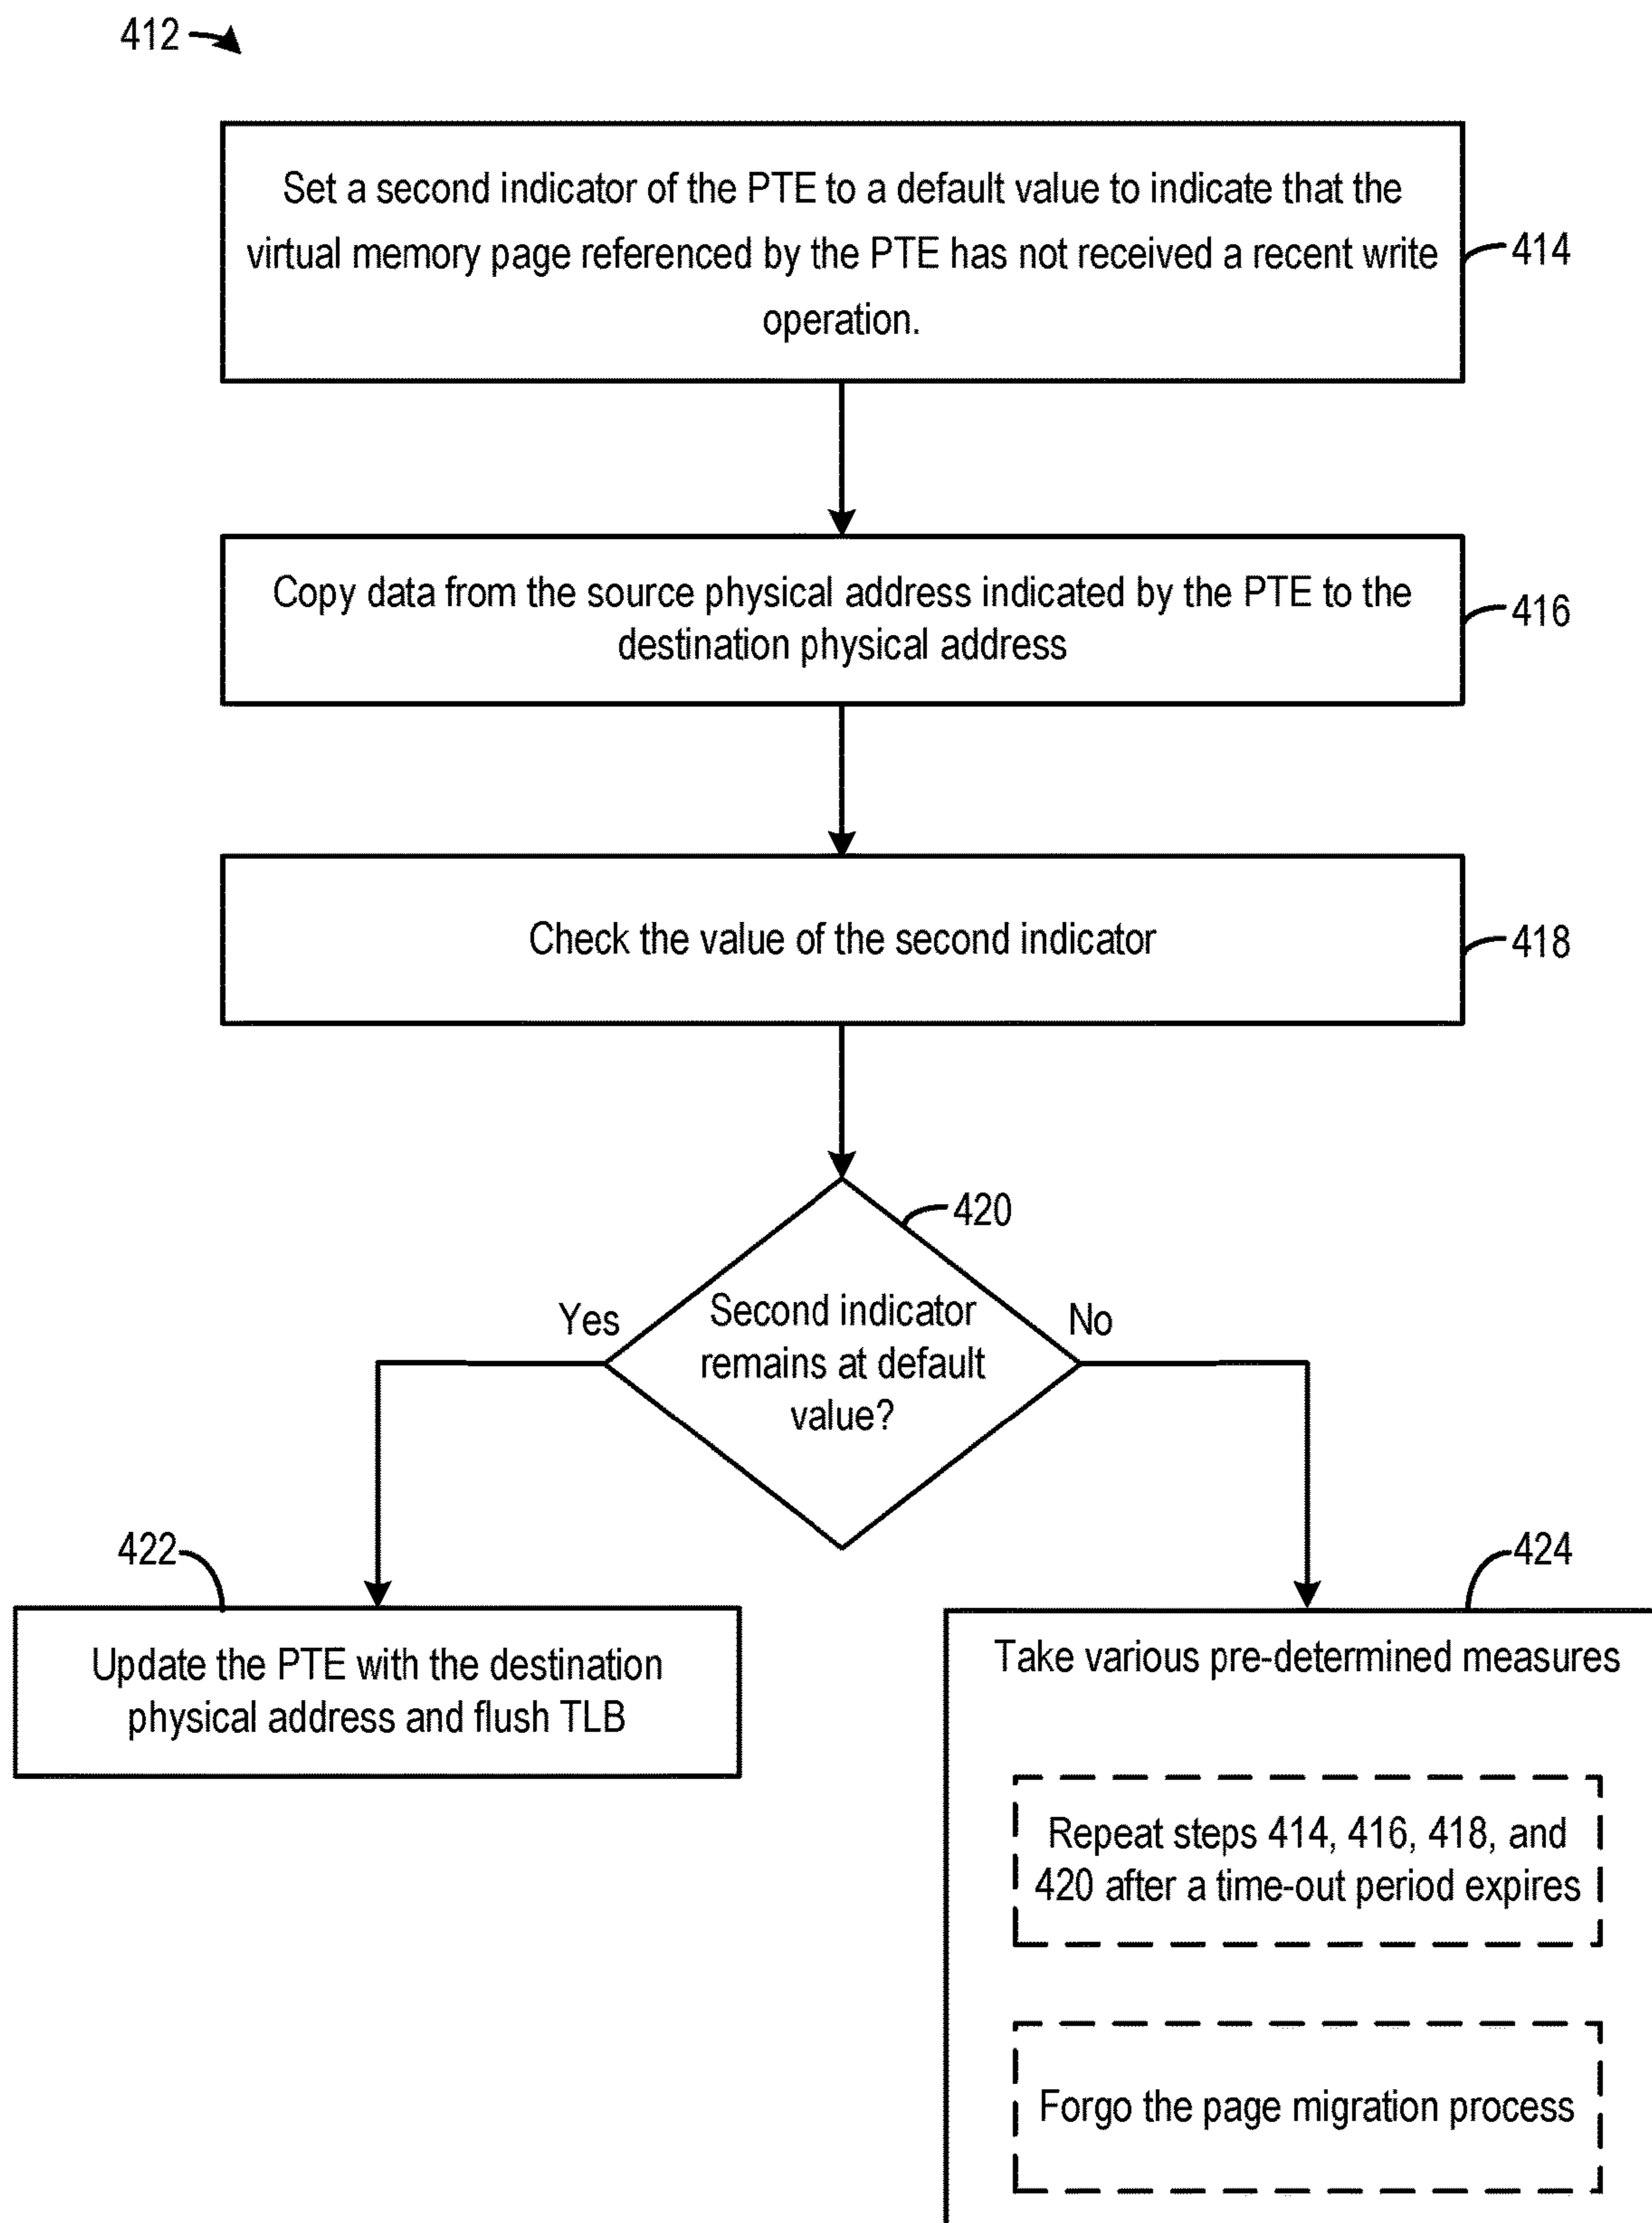 412
Set a second indicator of the PTE to a default value to indicate that the
virtual memory page referenced by the PTE has not received a recent write
operation.
414
Copy data from the source physical address indicated by the PTE to the
destination physical address
416
Check the value of the second indicator
418
420
Second indicator
remains at default
value?
Yes
No
422
Update the PTE with the destination
physical address and flush TLB
424
Take various pre-determined measures
Repeat steps 414, 416, 418, and
420 after a time-out period expires
Forgo the page migration process